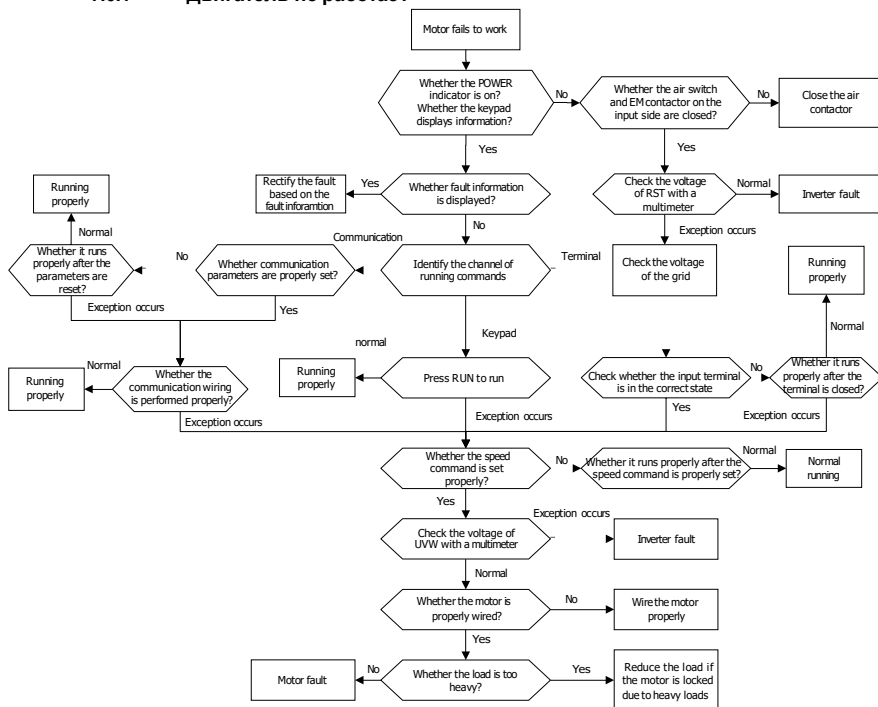 Двигатель не работает
Motor fails to work
Whether the POWER
indicator is on?
Whether the keypad
displays information?
No
Whether the air switch
and EM contactor on the
input side are closed?
No
Close the air
contactor
Yes
Yes
Running
properly
Rectify the fault
based on the
fault inforamtion
Yes
Whether fault information
is displayed?
Check the voltage
of RST with a
multimeter
Normal
Inverter fault
Normal
No
Exception occurs
Communication
Terminal
Whether it runs
properly after the
parameters are
reset?
No
Whether communication
parameters are properly set?
Identify the channel of
running commands
Check the voltage
of the grid
Running
properly
Exception occurs
Yes
Keypad
Normal
normal
Running
properly
Normal
Whether the
communication wiring
is performed properly?
Running
properly
Press RUN to run
Check whether the input terminal
is in the correct state
No
Whether it runs
properly after the
terminal is closed?
Exception occurs
Exception occurs
Yes
Exception occurs
Whether the speed
command is set
properly?
No
Whether it runs properly after the
speed command is properly set?
Normal
Normal
running
Yes
Exception occurs
Check the voltage of
UVW with a multimeter
Inverter fault
Normal
Whether the motor is
properly wired?
No
Wire the motor
properly
Yes
Motor fault
No
Whether the load is too
heavy?
Yes
Reduce the load if
the motor is locked
due to heavy loads